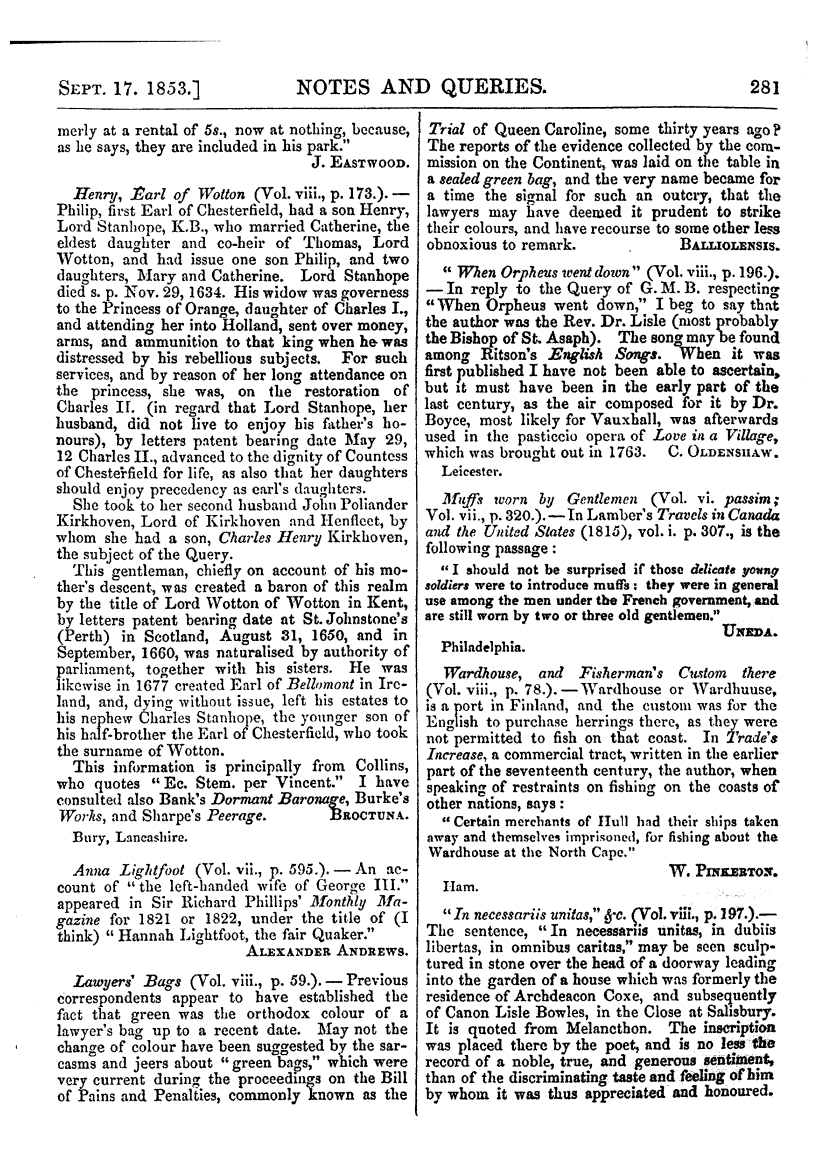 SEPT. 17. 1853.] NOTES AND QUERIES. 281
merly at a rental of 5s., now at nothing, because,
as he says, they are included in his park."
J. EASTWOOD.
Henry, Earl of Wotton (Vol. viii., p. 173.). —
Philip, first Earl of Chesterfield, had a son Henry,
Lord Stanhope, K.B., who married Catherine, the
eldest daughter and co-heir of Thomas, Lord
Wotton, and had issue one son Philip, and two
daughters, Mary and Catherine. Lord Stanhope
died s. p. Nov. 29, 1634. His widow was governess
to the Princess of Orange, daughter of Charles I.,
and attending her into Holland, sent over money,
arms, and ammunition to that king when he was
distressed by his rebellious subjects. For such
services, and by reason of her long attendance on
the princess, she was, on the restoration of
Charles II. (in regard that Lord Stanhope, her
husband, did not live to enjoy his father's ho-
nours), by letters patent bearing date May 29,
12 Charles II., advanced to the dignity of Countess
of Chesterfield for life, as also that her daughters
should enjoy precedency as earl's daughters.
She took to her second husband John Poliander
Kirkhoven, Lord of Kirkhoven and Henfleet, by
whom she had a son, Charles Henry Kirkhoven,
the subject of the Query.
This gentleman, chiefly on account of his mo-
ther's descent, was created a baron of this realm
by the title of Lord Wotton of Wotton in Kent,
by letters patent bearing date at St. Johnstone's
(Perth) in Scotland, August 31, 1650, and in
September, 1660, was naturalised by authority of
parliament, together with his sisters. He was
likewise in 1677 created Earl of Bellomont in Ire-
land, and, dying without issue, left his estates to
his nephew Charles Stanhope, the younger son of
his half-brother the Earl of Chesterfield, who took
the surname of Wotton.
This information is principally from Collins,
who quotes "Ec. Stem. per Vincent." I have
consulted also Bank's Dormant Baronage, Burke's
Works, and Sharpe's Peerage. BROCTUNA.
Bury, Lancashire.
Anna Lightfoot (Vol. vii., p. 595.). — An ac-
count of "the left-handed wife of George III."
appeared in Sir Richard Phillips' Monthly Ma-
gazine for 1821 or 1822, under the title of (I
think) "Hannah Lightfoot, the fair Quaker."
ALEXANDER ANDREWS.
Lawyers' Bags (Vol. viii., p. 59.). — Previous
correspondents appear to have established the
fact that green was the orthodox colour of a
lawyer's bag up to a recent date. May not the
change of colour have been suggested by the sar-
casms and jeers about "green bags," which were
very current during the proceedings on the Bill
of Pains and Penalties, commonly known as the
Trial of Queen Caroline, some thirty years ago?
The reports of the evidence collected by the com-
mission on the Continent, was laid on the table in
a sealed green bag, and the very name became for
a time the signal for such an outcry, that the
lawyers may have deemed it prudent to strike
their colours, and have recourse to some other less
obnoxious to remark. BALLIOLENSIS.
"When Orpheus went down" (Vol. viii., p. 196.).
— In reply to the Query of G. M. B. respecting
"When Orpheus went down," I beg to say that
the author was the Rev. Dr. Lisle (most probably
the Bishop of St. Asaph). The song may be found
among Ritson's English Songs. When it was
first published I have not been able to ascertain,
but it must have been in the early part of the
last century, as the air composed for it by Dr.
Boyce, most likely for Vauxhall, was afterwards
used in the pasticcio opera of Love in a Village,
which was brought out in 1763. C. OLDENSHAW.
Leicester.
Muffs worn by Gentlemen (Vol. vi. passim;
Vol. vii., p. 320.). — In Lamber's Travels in Canada
and the United States (1815), vol. i. p. 307., is the
following passage:
"I should not be surprised if those delicate young
soldiers were to introduce muffs: they were in general
use among the men under the French government, and
are still worn by two or three old gentlemen."
UNEDA.
Philadelphia.
Wardhouse, and Fisherman's Custom there
(Vol. viii., p. 78.). — Wardhouse or Wardhuuse,
is a port in Finland, and the custom was for the
English to purchase herrings there, as they were
not permitted to fish on that coast. In Trade's
Increase, a commercial tract, written in the earlier
part of the seventeenth century, the author, when
speaking of restraints on fishing on the coasts of
other nations, says:
"Certain merchants of Hull had their ships taken
away and themselves imprisoned, for fishing about the
Wardhouse at the North Cape."
W. PINKERTON.
Ham.
"In necessariis unitas," &c. (Vol. viii., p. 197.).—
The sentence, "In necessariis unitas, in dubiis
libertas, in omnibus caritas," may be seen sculp-
tured in stone over the head of a doorway leading
into the garden of a house which was formerly the
residence of Archdeacon Coxe, and subsequently
of Canon Lisle Bowles, in the Close at Salisbury.
It is quoted from Melancthon. The inscription
was placed there by the poet, and is no less the
record of a noble, true, and generous sentiment,
than of the discriminating taste and feeling of him
by whom it was thus appreciated and honoured.